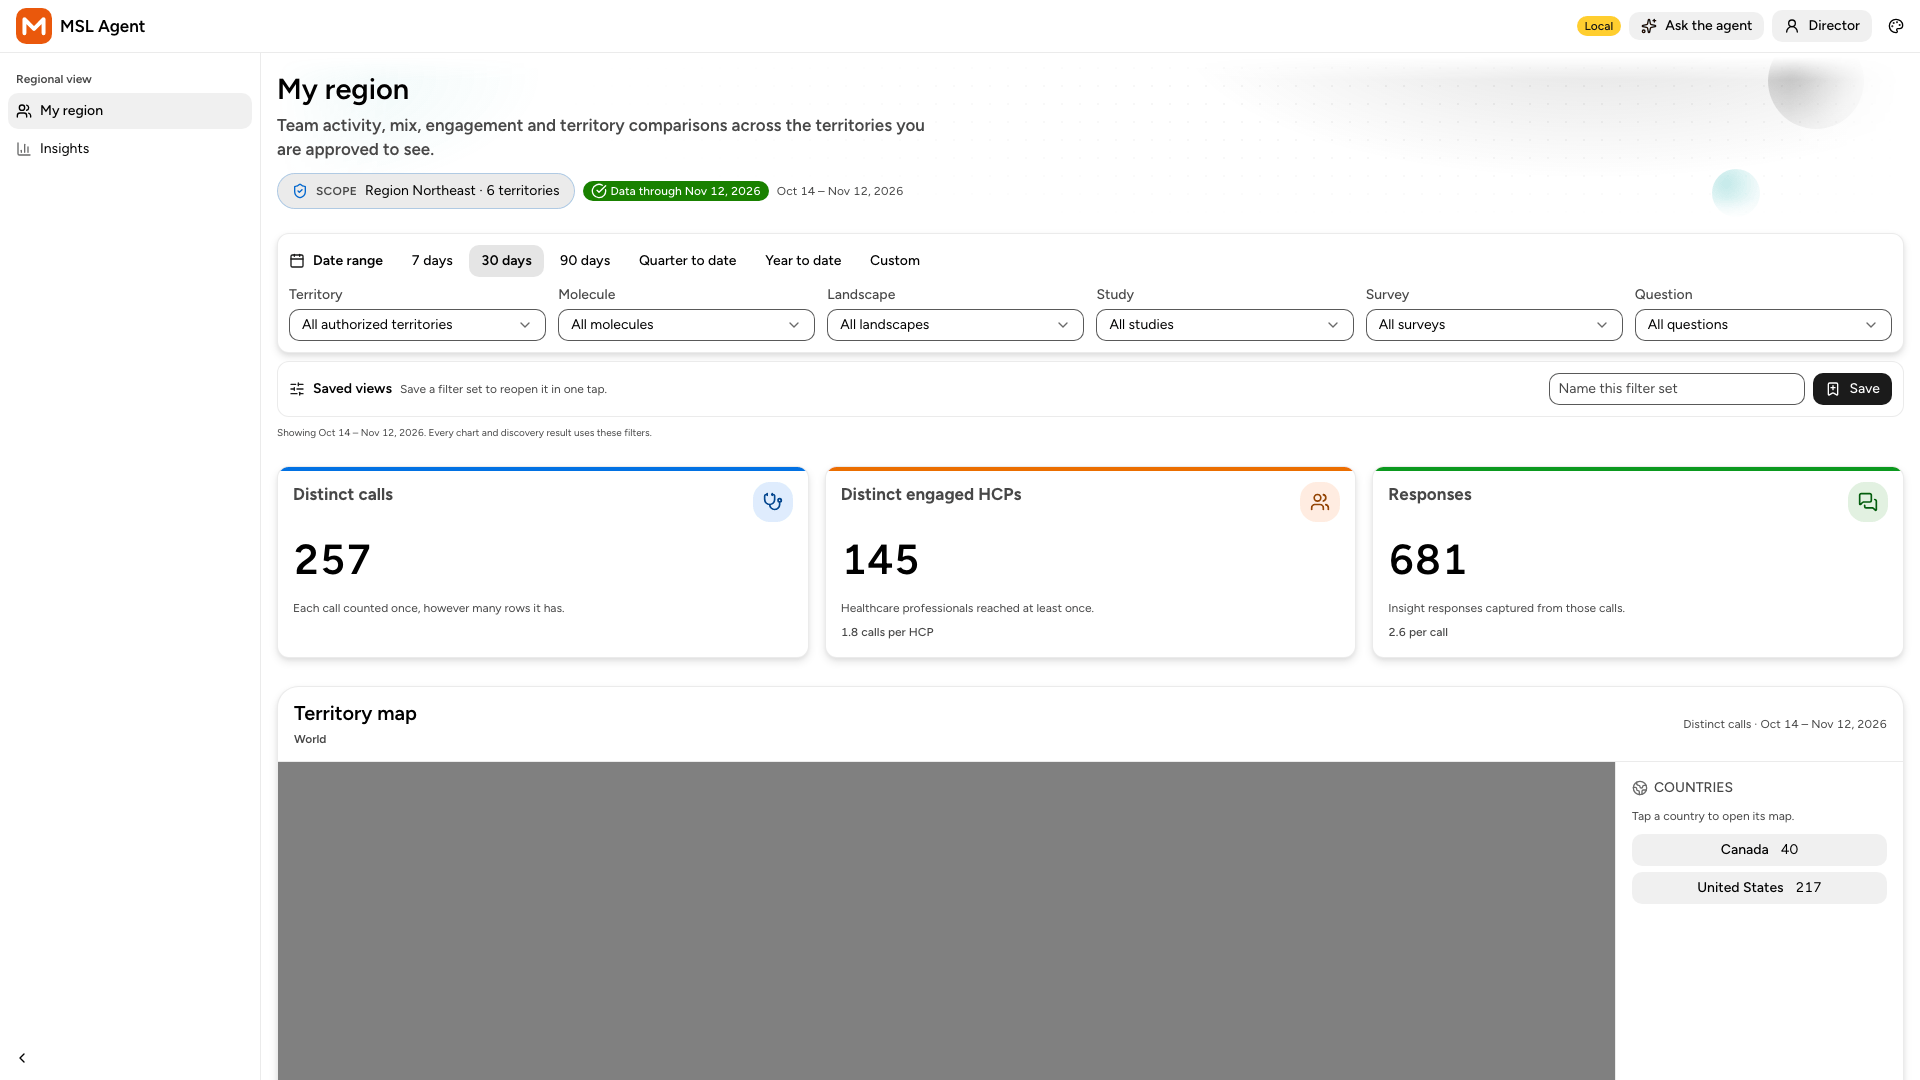 MSL Agent
Local
Ask the agent
Director
Regional view
My region
Insights
My region
Team activity, mix, engagement and territory comparisons across the territories you
are approved to see.
SCOPE Region Northeast · 6 territories
Data through Nov 12, 2026
Oct 14 – Nov 12, 2026
Date range 7 days 30 days 90 days Quarter to date Year to date Custom
Territory Molecule Landscape Study Survey Question
All authorized territories All molecules All landscapes All studies All surveys All questions
Saved views Save a filter set to reopen it in one tap. Name this filter set Save
Showing Oct 14 – Nov 12, 2026. Every chart and discovery result uses these filters.
Distinct calls
257
Each call counted once, however many rows it has.
Distinct engaged HCPs
145
Healthcare professionals reached at least once.
1.8 calls per HCP
Responses
681
Insight responses captured from those calls.
2.6 per call
Territory map
World
Distinct calls · Oct 14 – Nov 12, 2026
COUNTRIES
Tap a country to open its map.
Canada 40
United States 217